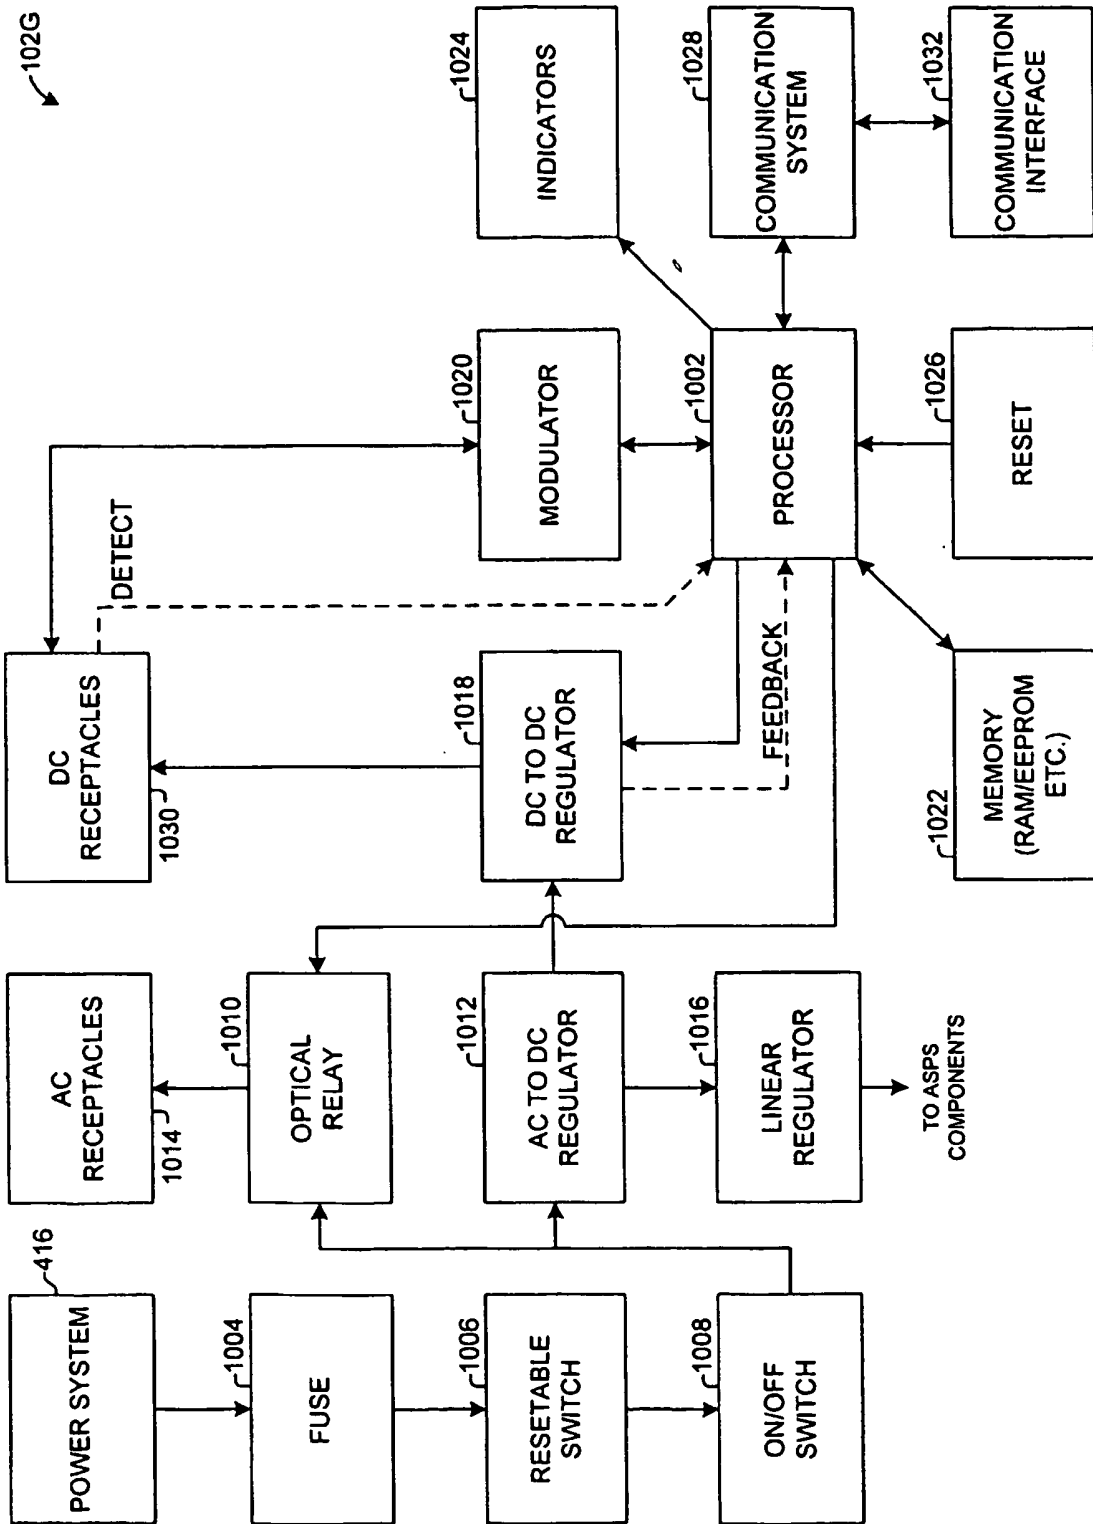 102G
POWER SYSTEM
416
FUSE
1004
RESETABLE
SWITCH
1006
ON/OFF
SWITCH
1008
AC
RECEPTACLES
1014
OPTICAL
RELAY
1010
AC TO DC
REGULATOR
1012
LINEAR
REGULATOR
1016
TO ASPS
COMPONENTS
DC
RECEPTACLES
1030
DETECT
DC TO DC
REGULATOR
1018
FEEDBACK
MEMORY
(RAM/EEPROM
ETC.)
1022
MODULATOR
1020
PROCESSOR
1002
RESET
1026
INDICATORS
1024
COMMUNICATION
SYSTEM
1028
COMMUNICATION
INTERFACE
1032